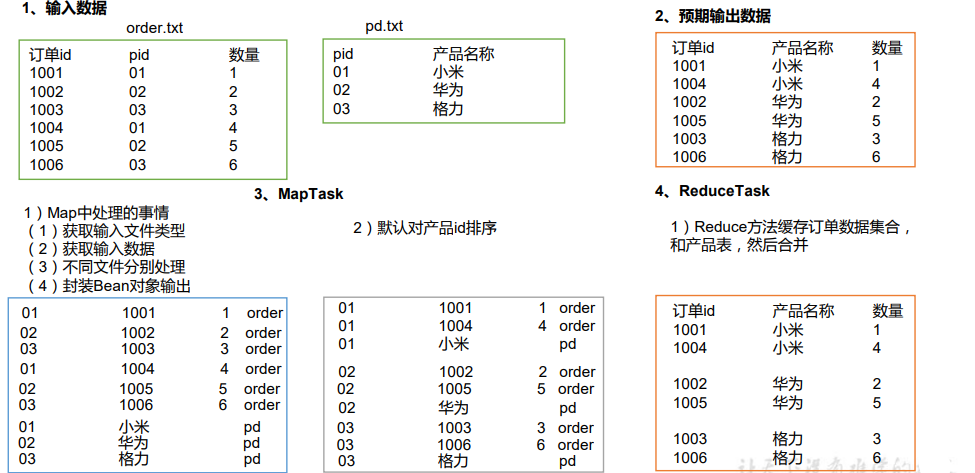 1、输入数据
order.txt
订单id pid 数量
1001 01 1
1002 02 2
1003 03 3
1004 01 4
1005 02 5
1006 03 6
pd.txt
pid 产品名称
01 小米
02 华为
03 格力
2、预期输出数据
订单id 产品名称 数量
1001 小米 1
1004 小米 4
1002 华为 2
1005 华为 5
1003 格力 3
1006 格力 6
3、MapTask
1）Map中处理的事情
（1）获取输入文件类型
（2）获取输入数据
（3）不同文件分别处理
（4）封装Bean对象输出
01 1001 1 order
02 1002 2 order
03 1003 3 order
01 1004 4 order
02 1005 5 order
03 1006 6 order
01 小米 pd
02 华为 pd
03 格力 pd
2）默认对产品id排序
01 1001 1 order
01 1004 4 order
01 小米 pd
02 1002 2 order
02 1005 5 order
02 华为 pd
03 1003 3 order
03 1006 6 order
03 格力 pd
4、ReduceTask
1）Reduce方法缓存订单数据集合，
和产品表，然后合并
订单id 产品名称 数量
1001 小米 1
1004 小米 4
1002 华为 2
1005 华为 5
1003 格力 3
1006 格力 6